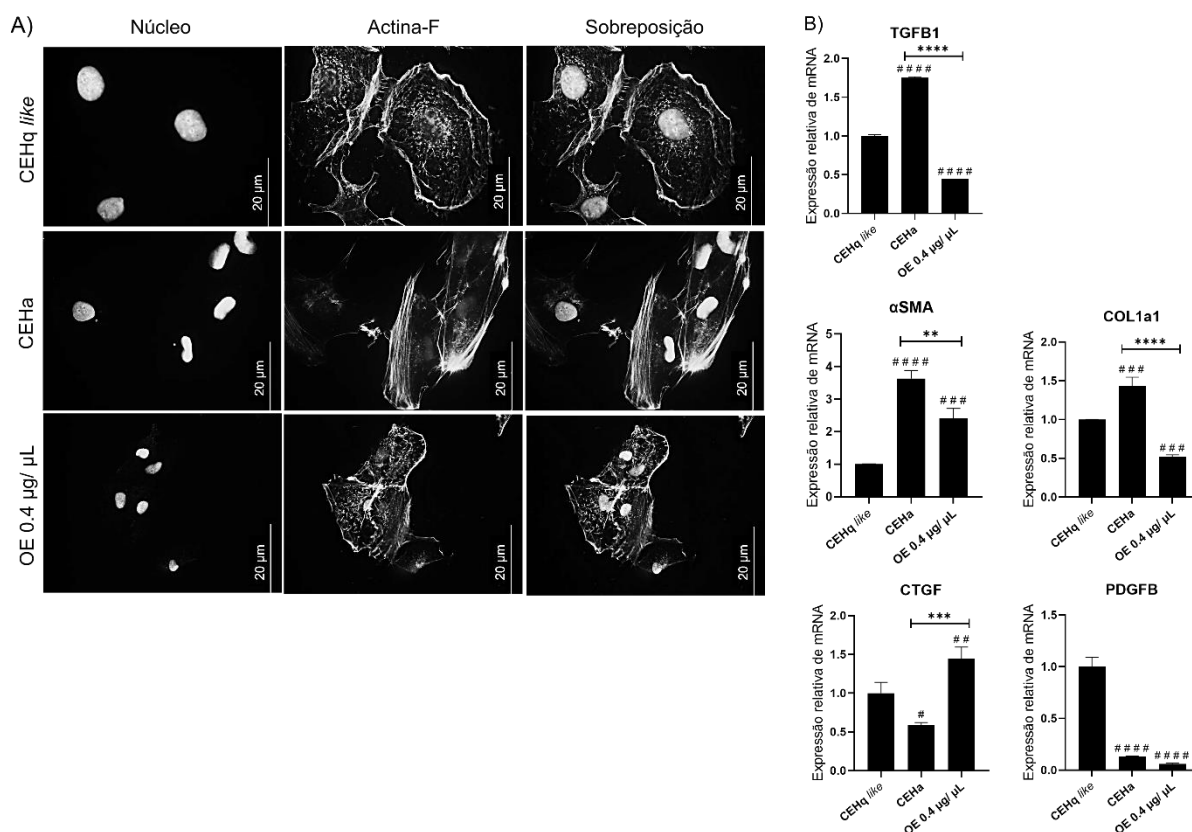 A)
Núcleo
Actina-F
Sobreposição
CEHq like
20 µm
20 µm
20 µm
CEHa
20 µm
20 µm
20 µm
OE 0.4 µg/ µL
20 µm
20 µm
20 µm
B)
TGFB1
Expressão relativa de mRNA
2.0
1.5
1.0
0.5
0.0
****
####
####
CEHq like
CEHa
OE 0.4 µg/ µL
αSMA
Expressão relativa de mRNA
5
4
3
2
1
0
**
####
###
CEHq like
CEHa
OE 0.4 µg/ µL
COL1a1
Expressão relativa de mRNA
2.0
1.5
1.0
0.5
0.0
****
###
###
CEHq like
CEHa
OE 0.4 µg/ µL
CTGF
Expressão relativa de mRNA
2.0
1.5
1.0
0.5
0.0
***
#
##
CEHq like
CEHa
OE 0.4 µg/ µL
PDGFB
Expressão relativa de mRNA
1.5
1.0
0.5
0.0
####
####
CEHq like
CEHa
OE 0.4 µg/ µL